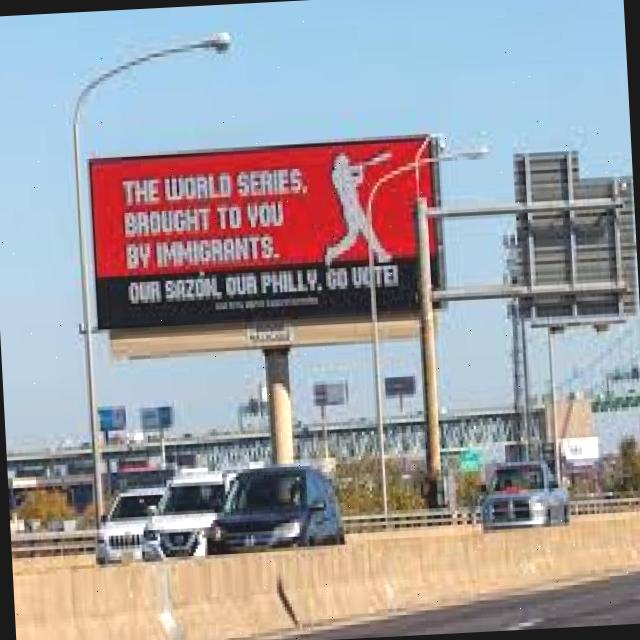 THE WORLD SERIES,
BROUGHT TO YOU
BY IMMIGRANTS.
OUR SAZÓN, OUR PHILLY. GO VOTE!